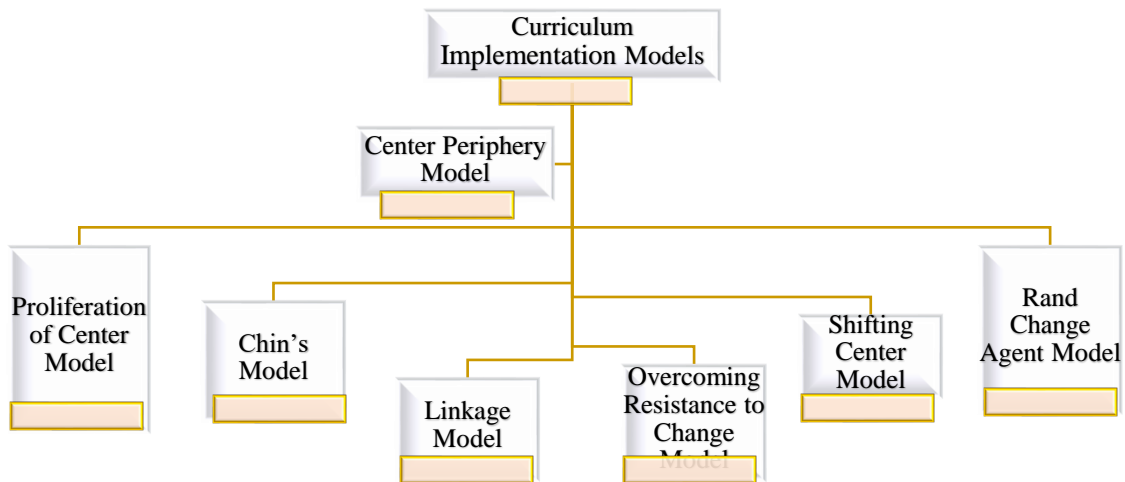 Curriculum
Implementation Models
Center Periphery
Model
Proliferation
of Center
Model
Chin's
Model
Linkage
Model
Overcoming
Resistance to
Change
Model
Shifting
Center
Model
Rand
Change
Agent Model